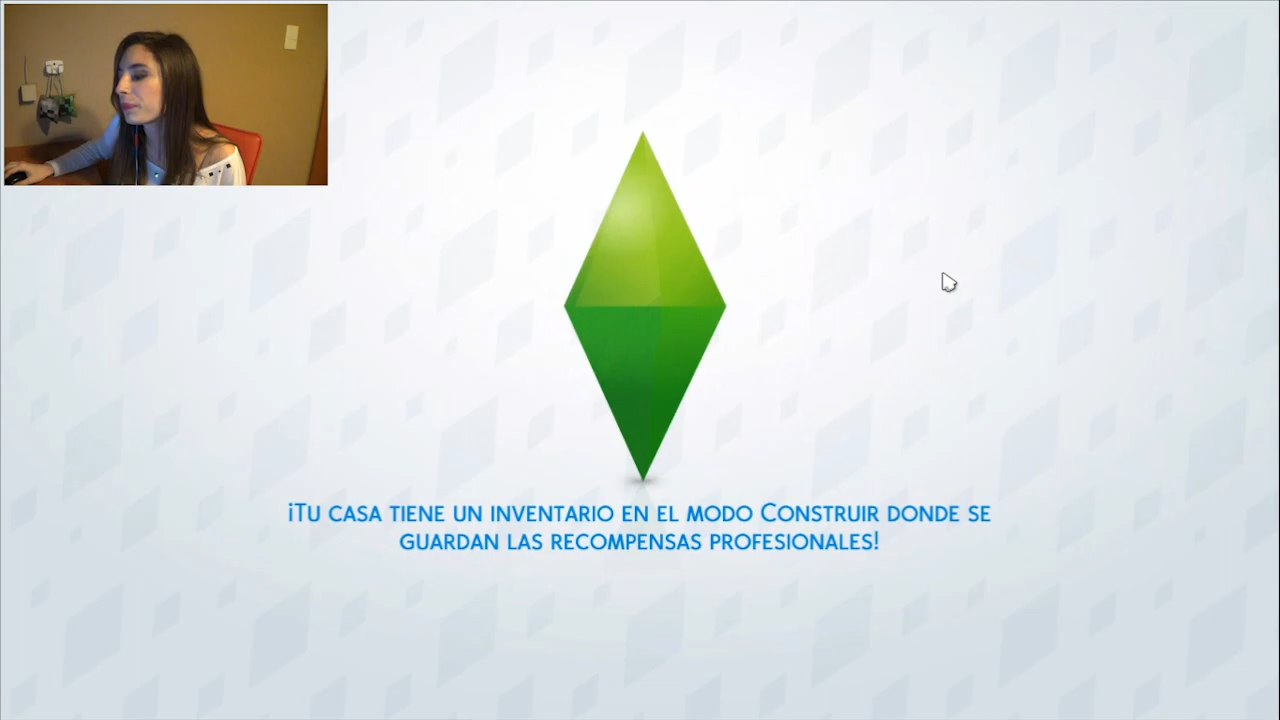 ¡Tu casa tiene un inventario en el modo Construir donde se
guardan las recompensas profesionales!